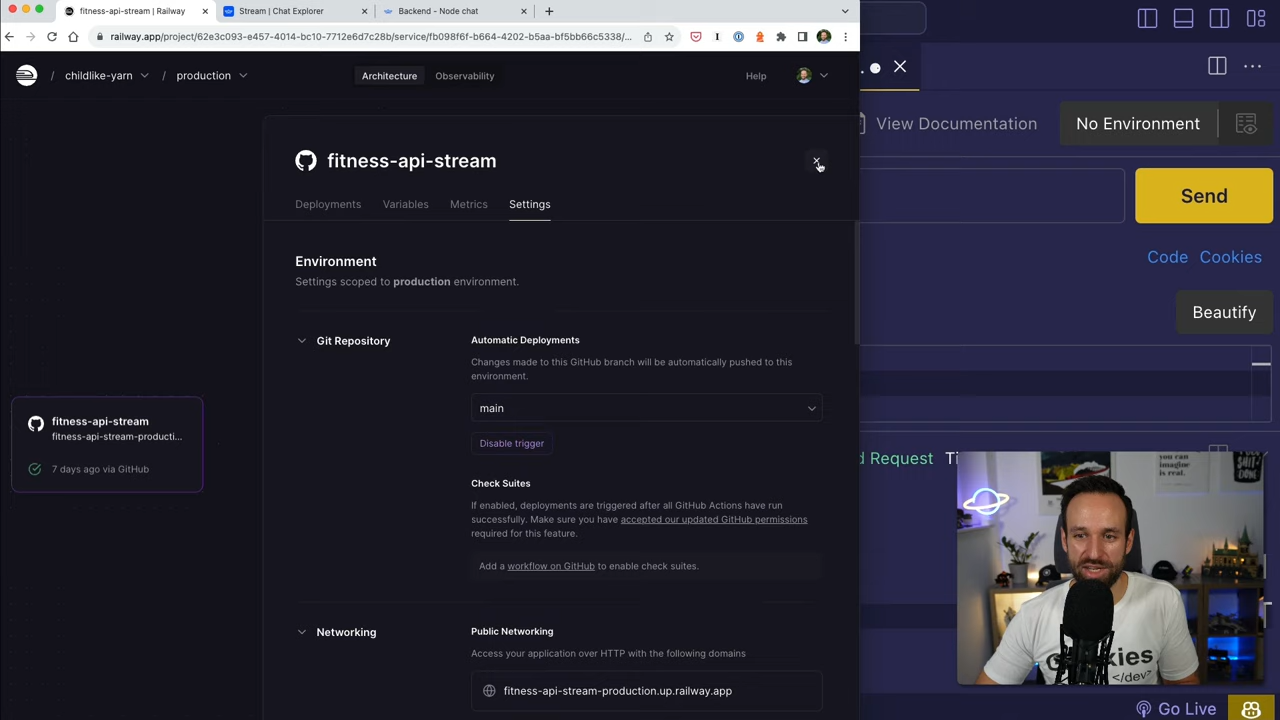 fitness-api-stream | Railway
Stream | Chat Explorer
Backend - Node chat
railway.app/project/62e3c093-e457-4014-bc10-7712e6d7c28b/service/fb098f6f-b664-4202-b5aa-bf5bb66c5338/...
/ childlike-yarn / production
Architecture
Observability
Help
fitness-api-stream
Deployments
Variables
Metrics
Settings
Environment
Settings scoped to production environment.
Git Repository
Automatic Deployments
Changes made to this GitHub branch will be automatically pushed to this
environment.
main
Disable trigger
Check Suites
If enabled, deployments are triggered after all GitHub Actions have run
successfully. Make sure you have accepted our updated GitHub permissions
required for this feature.
Add a workflow on GitHub to enable check suites.
Networking
Public Networking
Access your application over HTTP with the following domains
fitness-api-stream-production.up.railway.app
fitness-api-stream
fitness-api-stream-producti...
7 days ago via GitHub
View Documentation
No Environment
Send
Code
Cookies
Beautify
d Request
Ti
you can
imagine
is real.
</dev>
Go Live